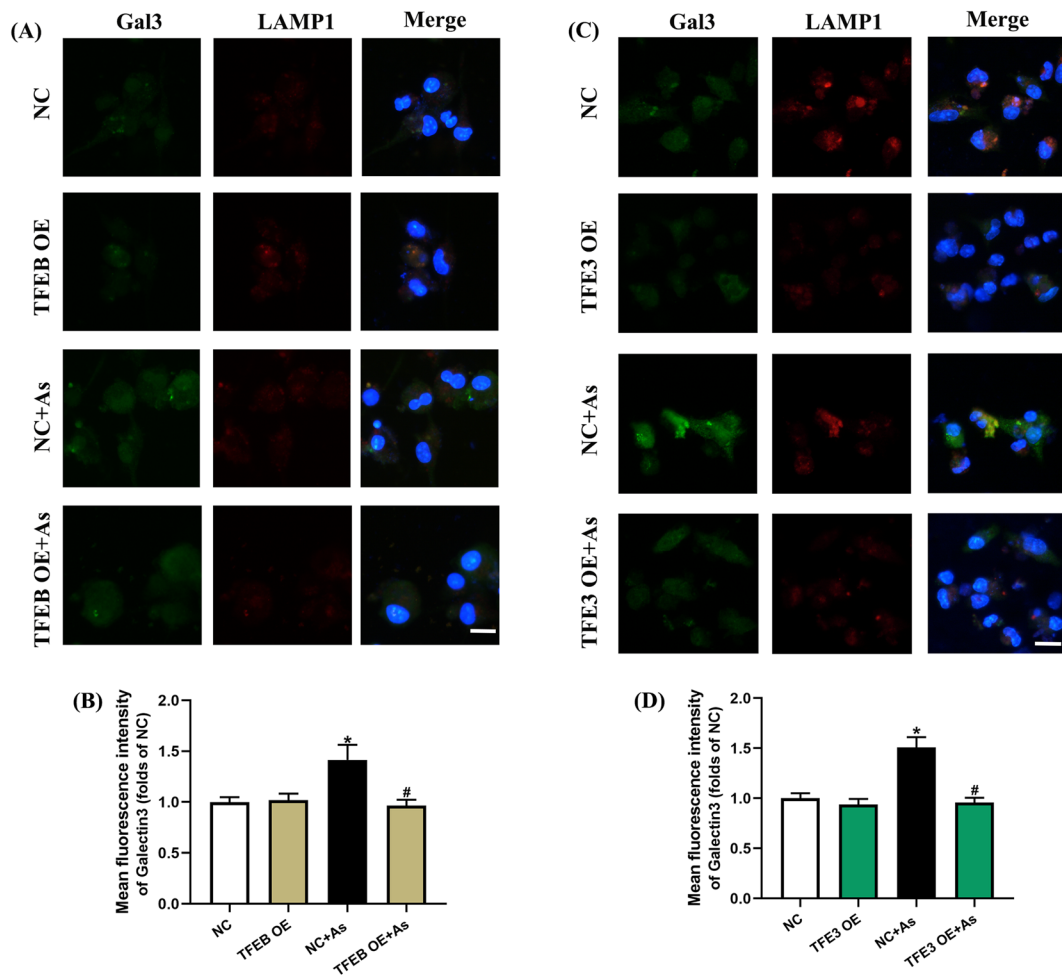 (A)
Gal3 LAMP1 Merge
NC
TFEB OE
NC+As
TFEB OE+As
(C)
Gal3 LAMP1 Merge
NC
TFE3 OE
NC+As
TFE3 OE+As
(B)
Mean fluorescence intensity
of Galectin3 (folds of NC)
2.0
1.5
1.0
0.5
0.0
*
#
NC
TFEB OE
NC+As
TFEB OE+As
(D)
Mean fluorescence intensity
of Galectin3 (folds of NC)
2.0
1.5
1.0
0.5
0.0
*
#
NC
TFE3 OE
NC+As
TFE3 OE+As